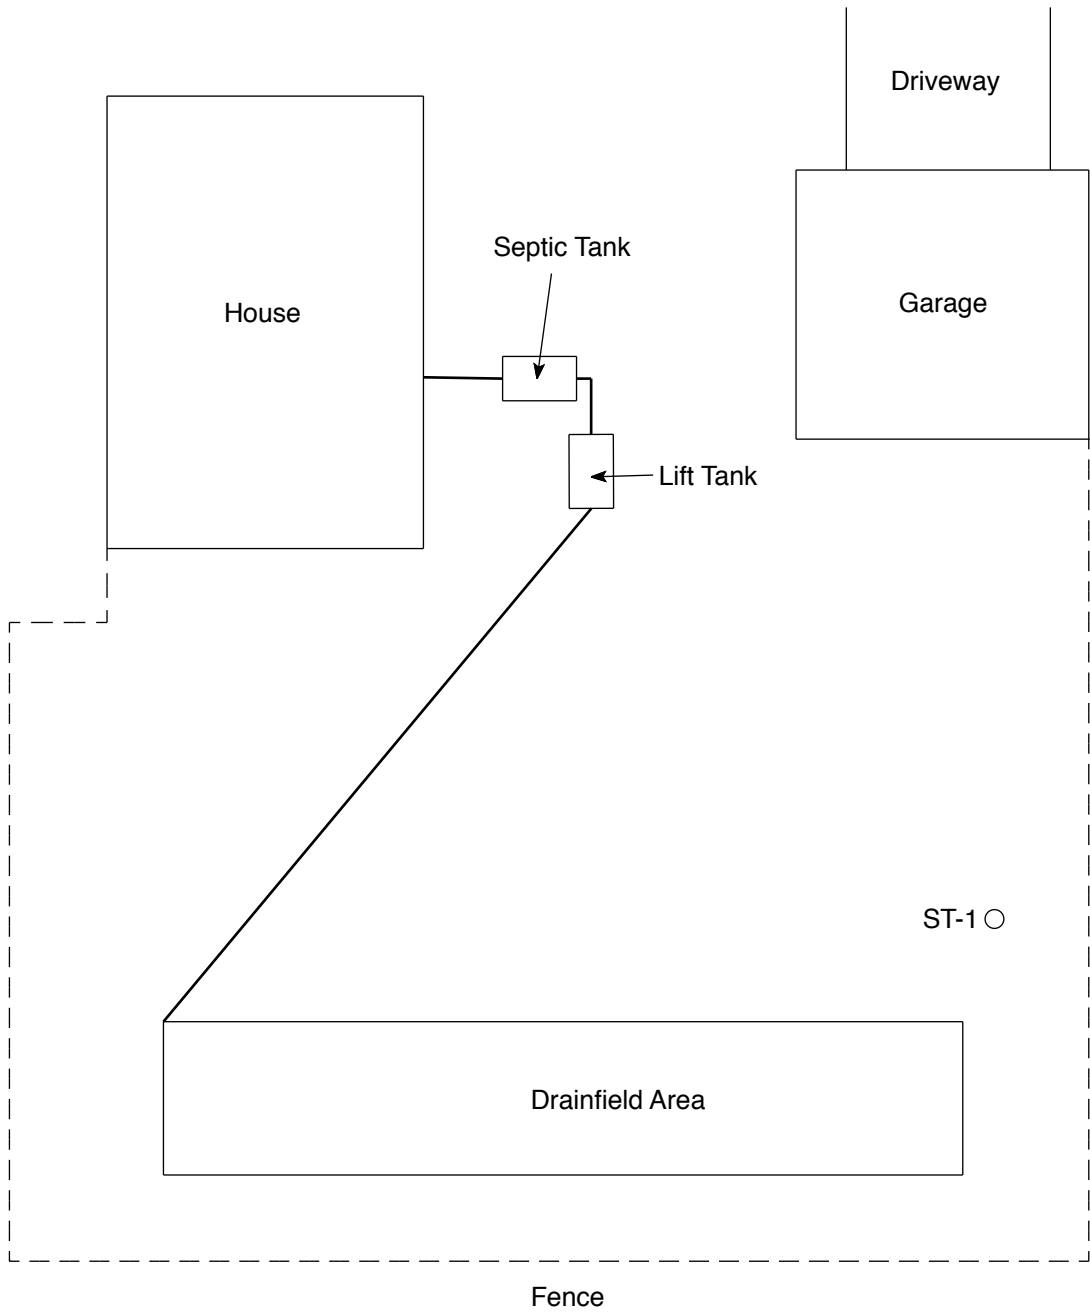 Driveway
Septic Tank
House
Garage
Lift Tank
ST-1
Drainfield Area
Fence